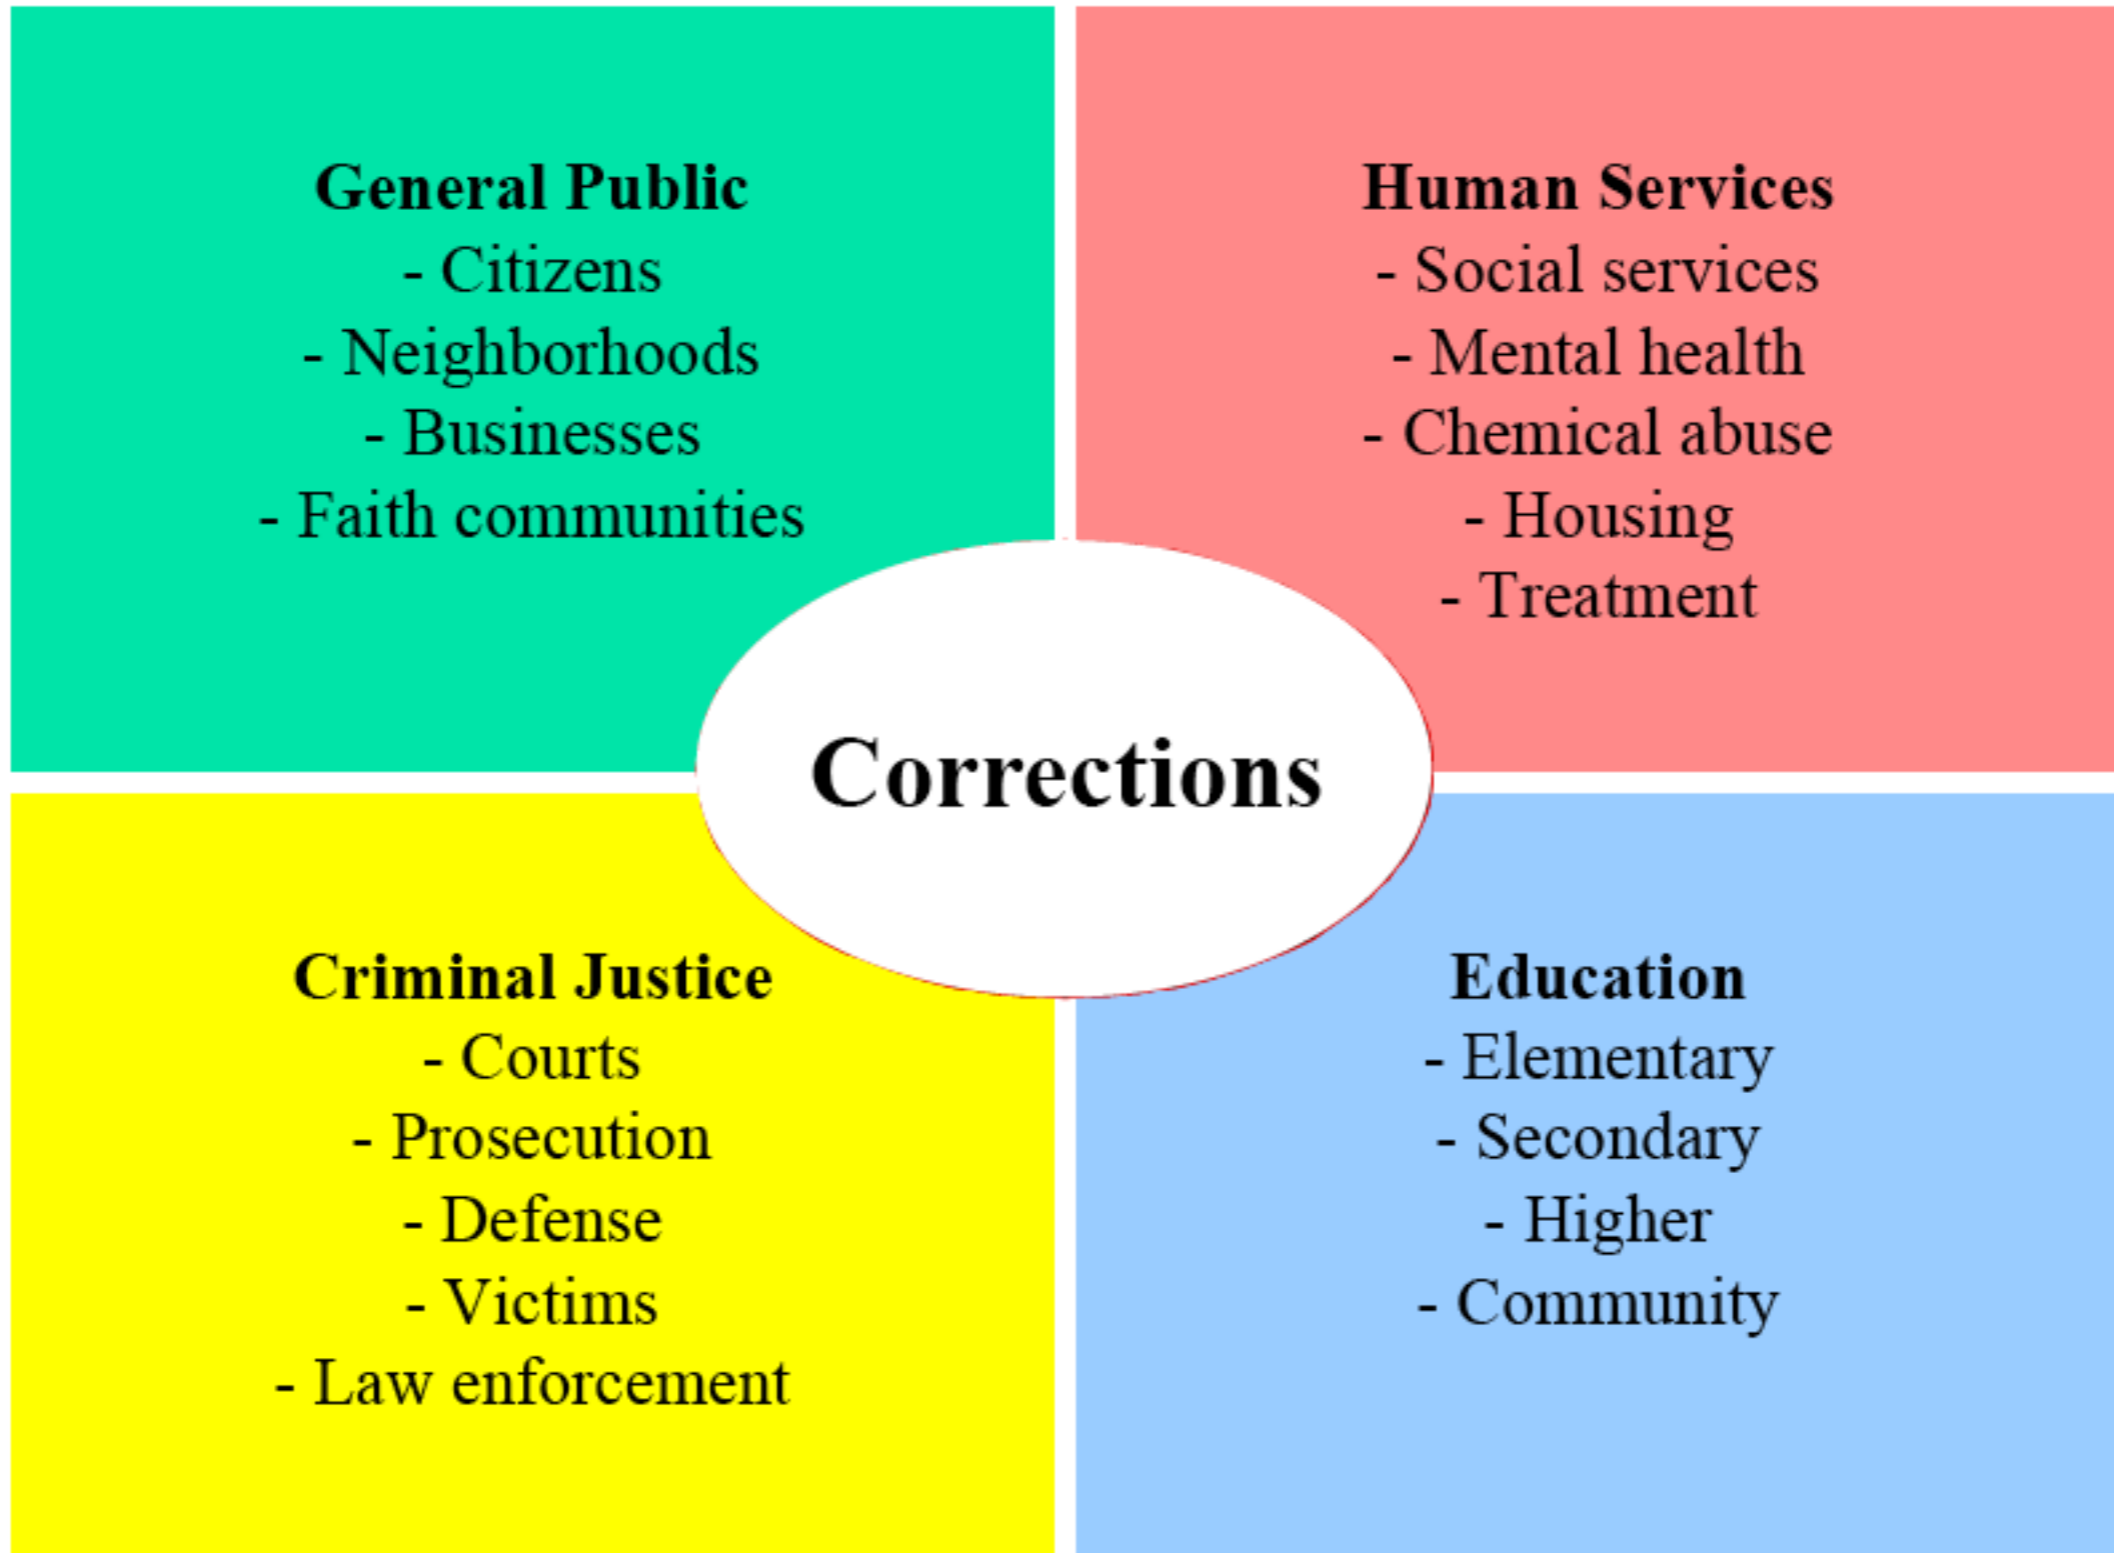 General Public
- Citizens
- Neighborhoods
- Businesses
- Faith communities
Human Services
- Social services
- Mental health
- Chemical abuse
- Housing
- Treatment
Corrections
Criminal Justice
- Courts
- Prosecution
- Defense
- Victims
- Law enforcement
Education
- Elementary
- Secondary
- Higher
- Community